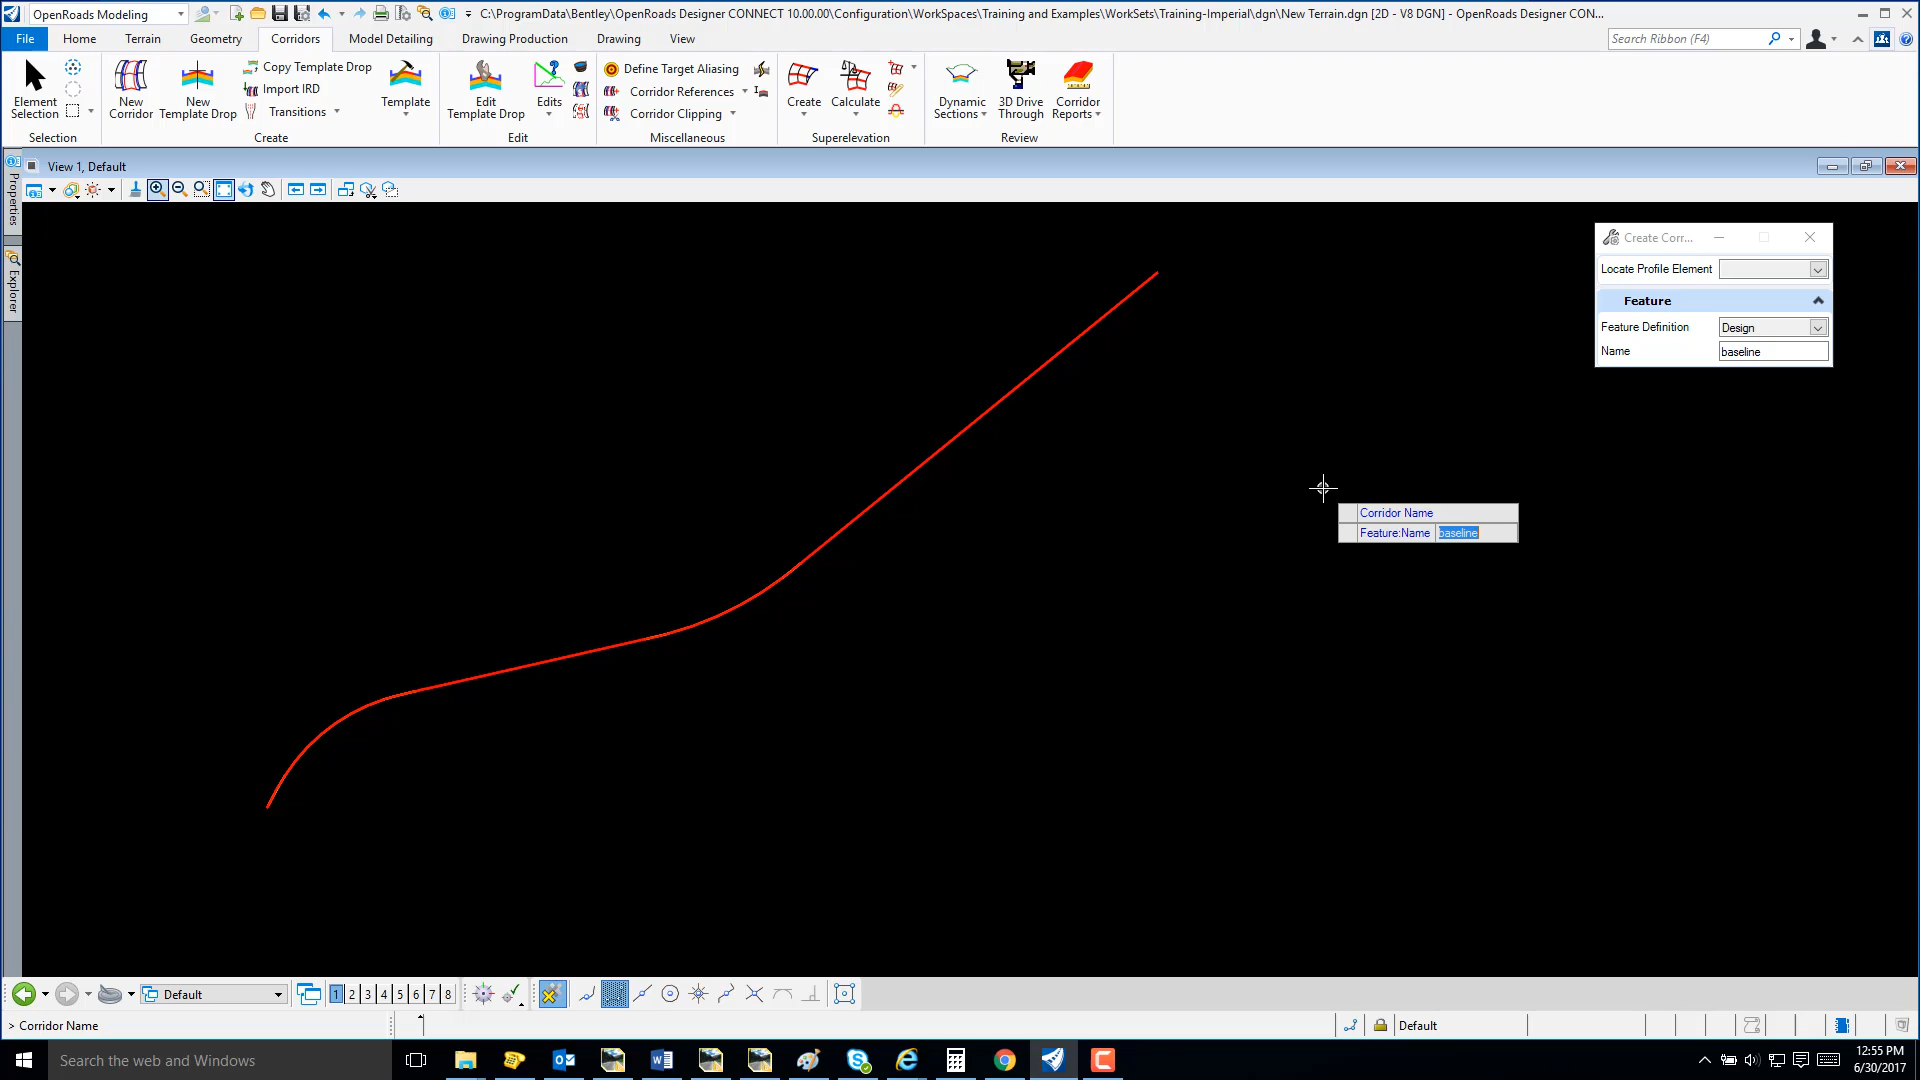 OpenRoads Modeling
C:\ProgramData\Bentley\OpenRoads Designer CONNECT 10.00.00\Configuration\WorkSpaces\Training and Examples\WorkSets\Training-Imperial\dgn\New Terrain.dgn [2D - V8 DGN] - OpenRoads Designer CON...
File
Home
Terrain
Geometry
Corridors
Model Detailing
Drawing Production
Drawing
View
Search Ribbon (F4)
Element Selection
Selection
New Corridor
New Template Drop
Copy Template Drop
Import IRD
Transitions
Template
Create
Edit Template Drop
Edits
Edit
Define Target Aliasing
Corridor References
Corridor Clipping
Miscellaneous
Create
Calculate
Superelevation
Dynamic Sections
3D Drive Through
Corridor Reports
Review
View 1, Default
Properties
Explorer
Create Corr...
Locate Profile Element
Feature
Feature Definition
Design
Name
baseline
Corridor Name
Feature:Name
baseline
Default
1 2 3 4 5 6 7 8
> Corridor Name
Default
Search the web and Windows
12:55 PM
6/30/2017